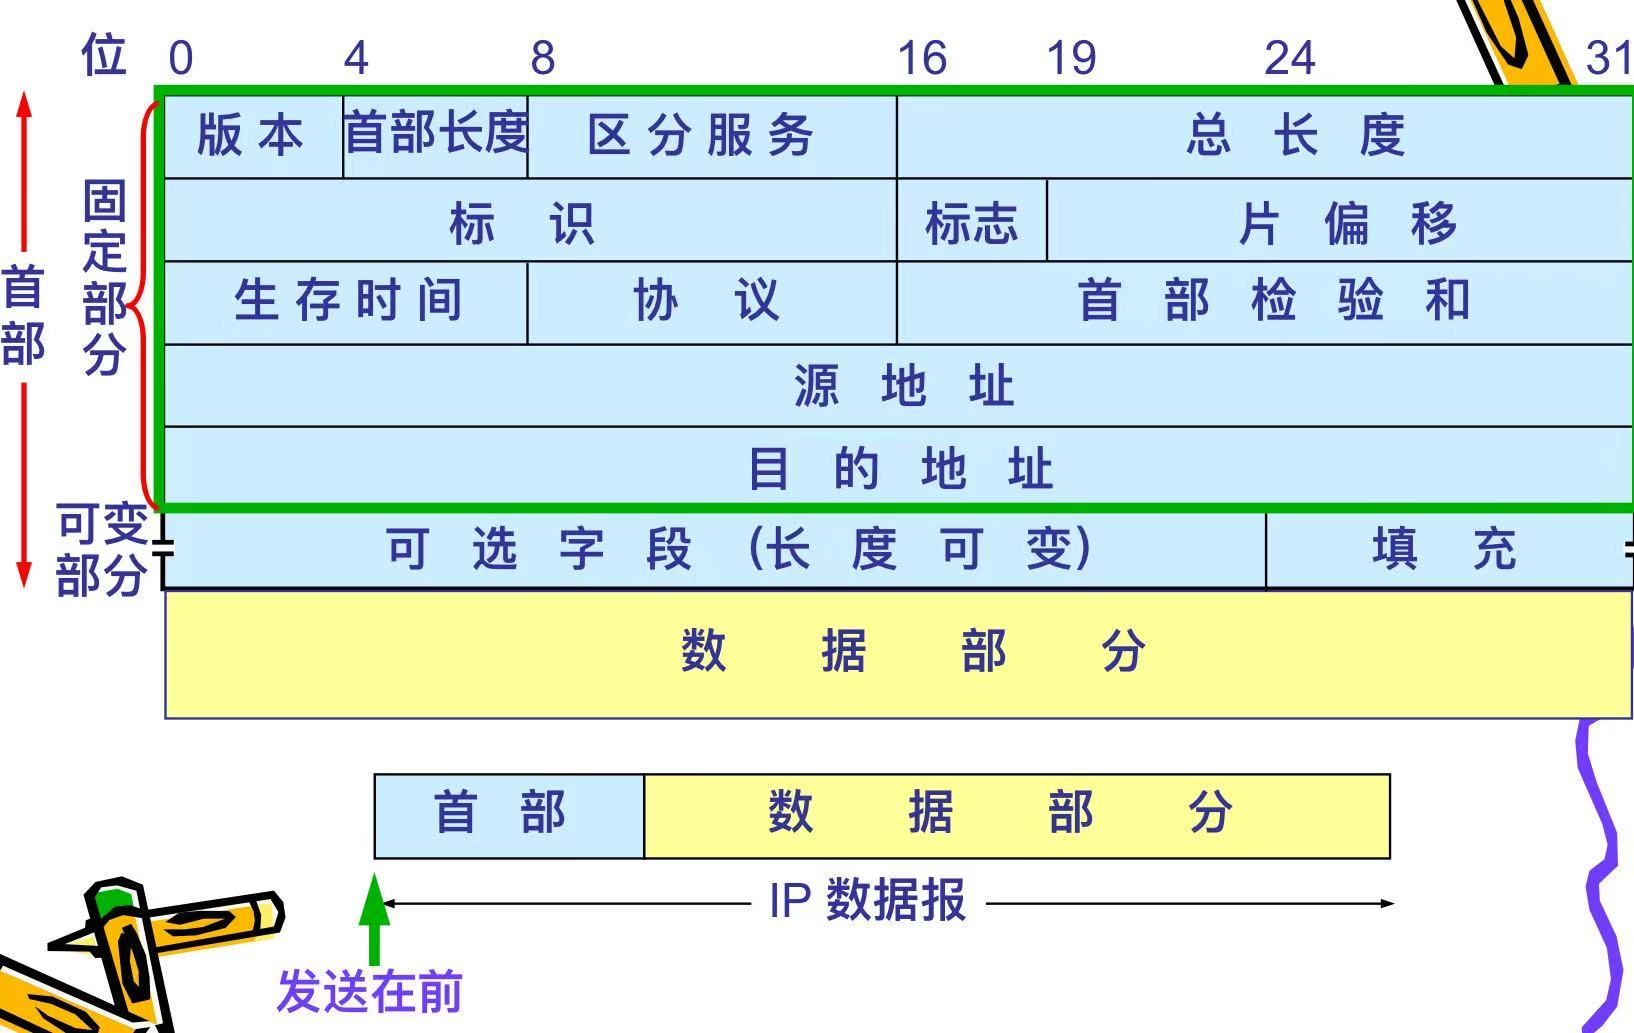 位 0 4 8 16 19 24 31
版 本 首部长度 区 分 服 务 总 长 度
标 识 标志 片 偏 移
生 存 时 间 协 议 首 部 检 验 和
源 地 址
目 的 地 址
可 选 字 段 (长 度 可 变) 填 充
数 据 部 分
首部
固定部分
可变
部分
首 部 数 据 部 分
IP 数据报
发送在前